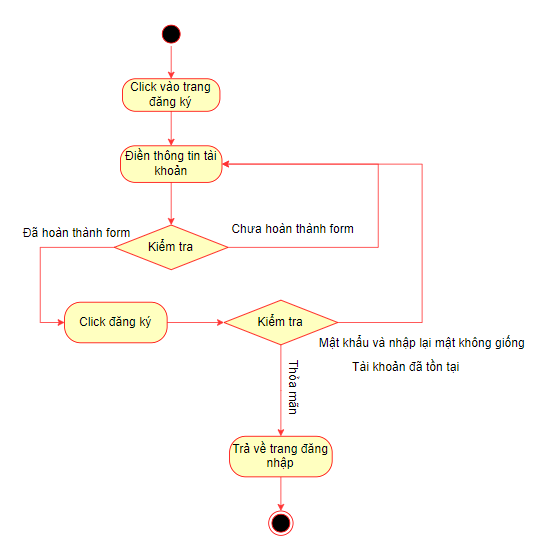 Click vào trang
đăng ký
Điền thông tin tài
khoản
Chưa hoàn thành form
Đã hoàn thành form
Kiểm tra
Click đăng ký
Kiểm tra
Mật khẩu và nhập lại mật không giống
Tài khoản đã tồn tại
Thỏa mãn
Trả về trang đăng
nhập